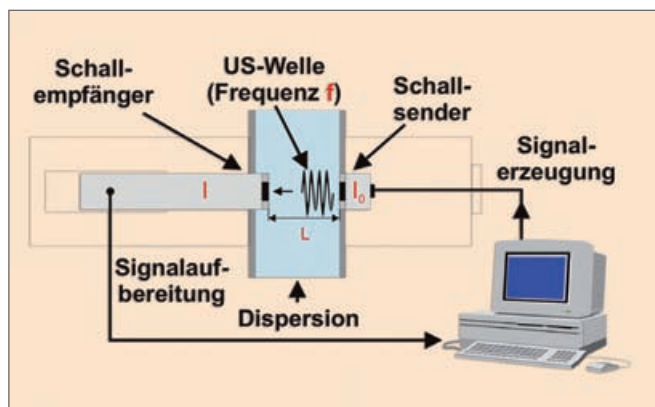 Schall-
empfänger
US-Welle
(Frequenz f)
Schall-
sender
Signal-
erzeugung
I
I₀
L
Signalauf-
bereitung
Dispersion